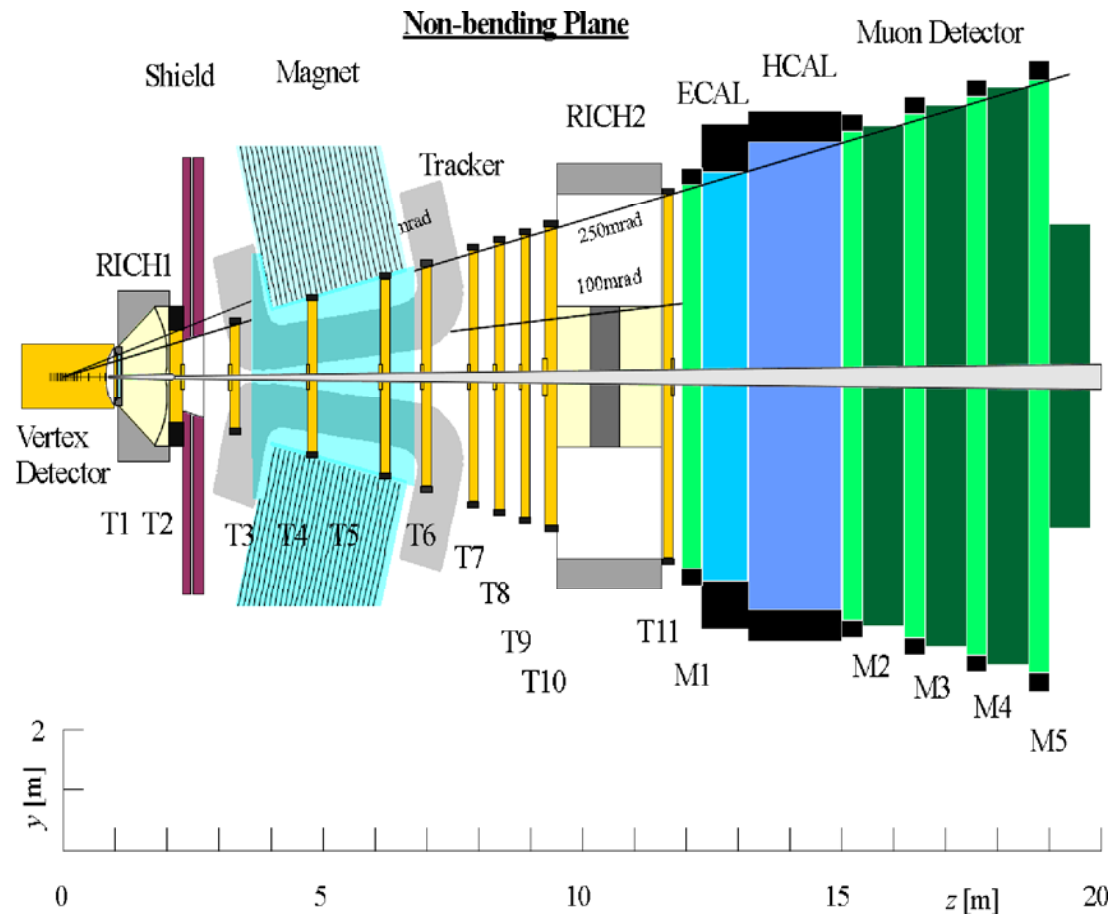 Non-bending Plane
Muon Detector
HCAL
Shield
Magnet
ECAL
RICH2
Tracker
mrad
250mrad
RICH1
100mrad
Vertex
Detector
T1
T2
T3
T4
T5
T6
T7
T8
T9
T10
T11
M1
M2
M3
M4
M5
2
y [m]
0
5
10
15
z [m]
20